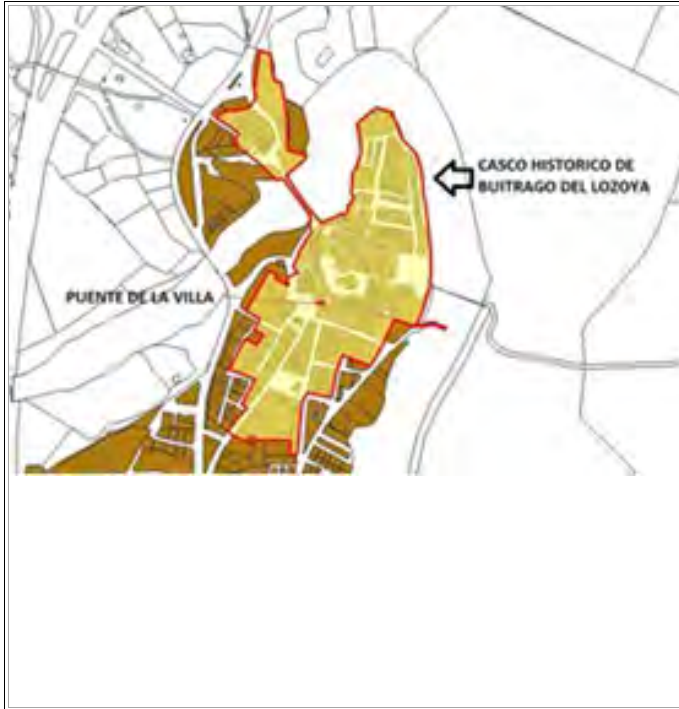 CASCO HISTORICO DE
BUITRAGO DEL LOZOYA
PUENTE DE LA VILLA